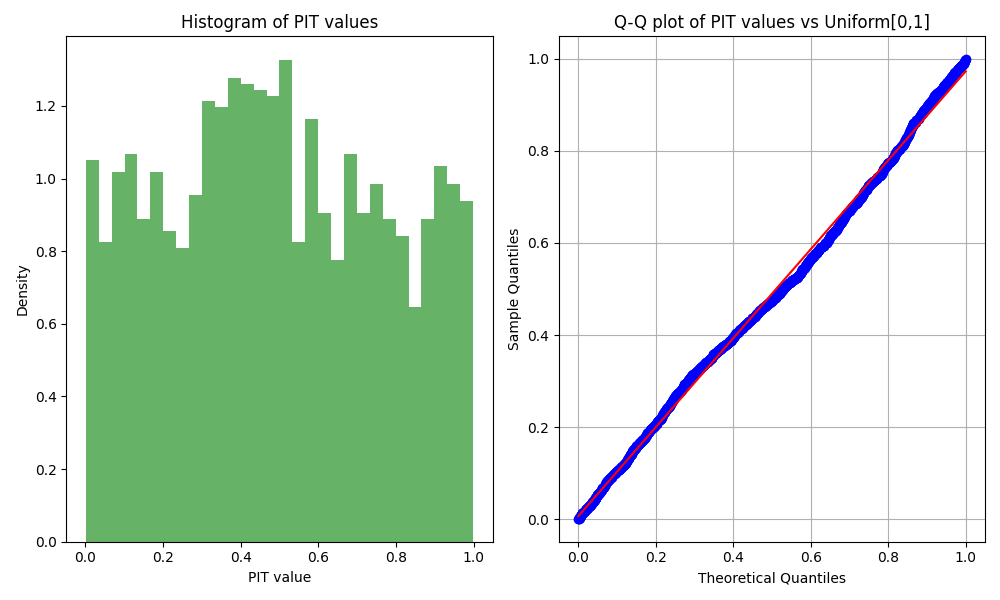 Histogram of PIT values
Density
1.2
1.0
0.8
0.6
0.4
0.2
0.0
0.0 0.2 0.4 0.6 0.8 1.0
PIT value
Q-Q plot of PIT values vs Uniform[0,1]
Sample Quantiles
1.0
0.8
0.6
0.4
0.2
0.0
0.0 0.2 0.4 0.6 0.8 1.0
Theoretical Quantiles